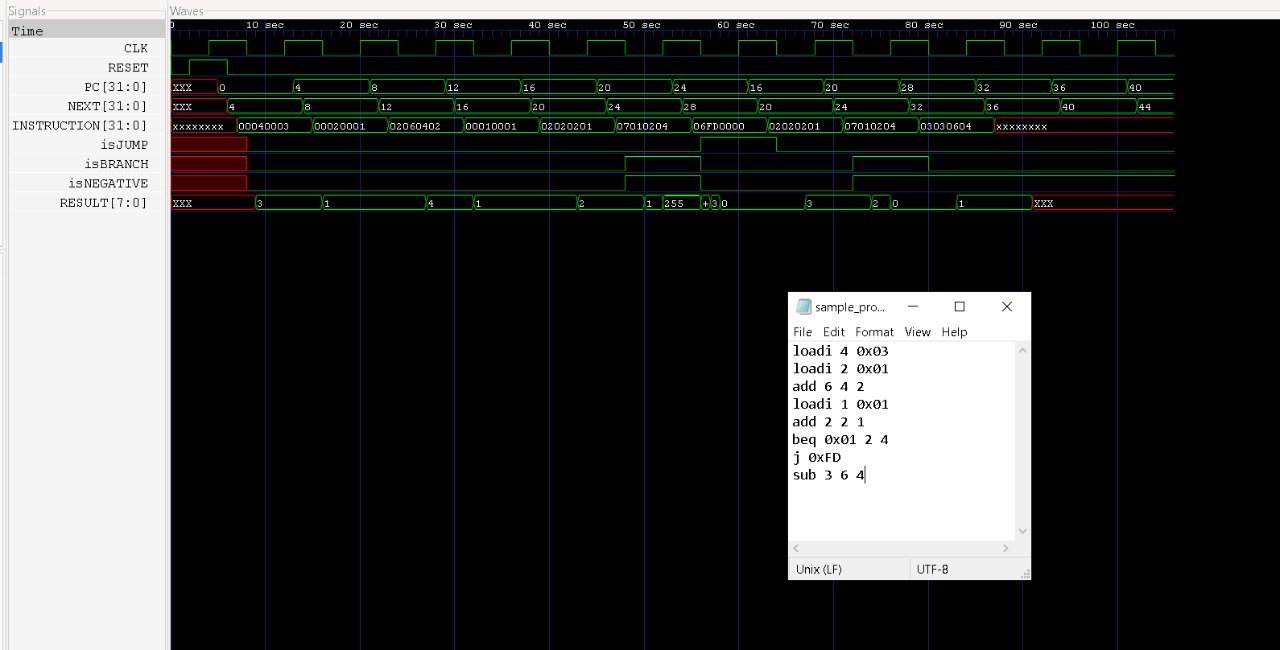 Signals
Waves
Time
0 10 sec 20 sec 30 sec 40 sec 50 sec 60 sec 70 sec 80 sec 90 sec 100 sec
CLK
RESET
PC[31:0] XXX 0 4 8 12 16 20 24 16 20 28 32 36 40
NEXT[31:0] XXX 4 8 12 16 20 24 28 20 24 32 36 40 44
INSTRUCTION[31:0] xxxxxxxx 00040003 00020001 02060402 00010001 02020201 07010204 06FD0000 02020201 07010204 03030604 xxxxxxxx
isJUMP
isBRANCH
isNEGATIVE
RESULT[7:0] XXX 3 1 4 1 2 1 255 + 3 0 3 2 0 1 XXX
sample_pro...
File Edit Format View Help
loadi 4 0x03
loadi 2 0x01
add 6 4 2
loadi 1 0x01
add 2 2 1
beq 0x01 2 4
j 0xFD
sub 3 6 4
Unix (LF) UTF-8